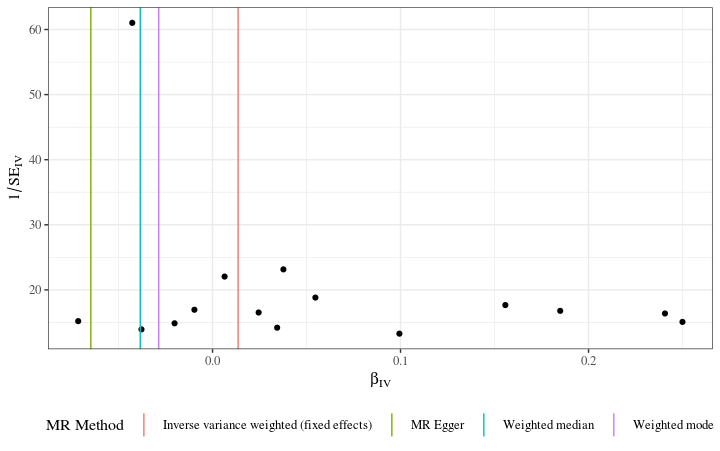 60
50
40
30
20
1/SE_IV
0.0 0.1 0.2
β_IV
MR Method Inverse variance weighted (fixed effects) MR Egger Weighted median Weighted mode